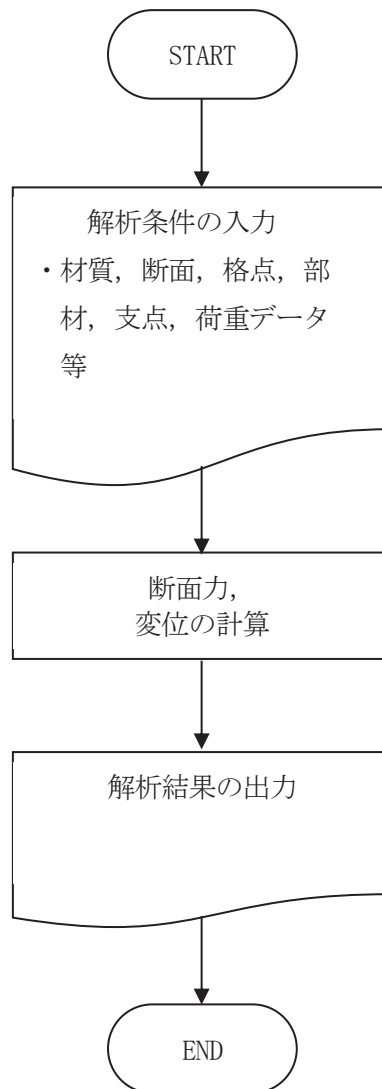 START
解析条件の入力
・材質，断面，格点，部
材，支点，荷重データ
等
断面力，
変位の計算
解析結果の出力
END